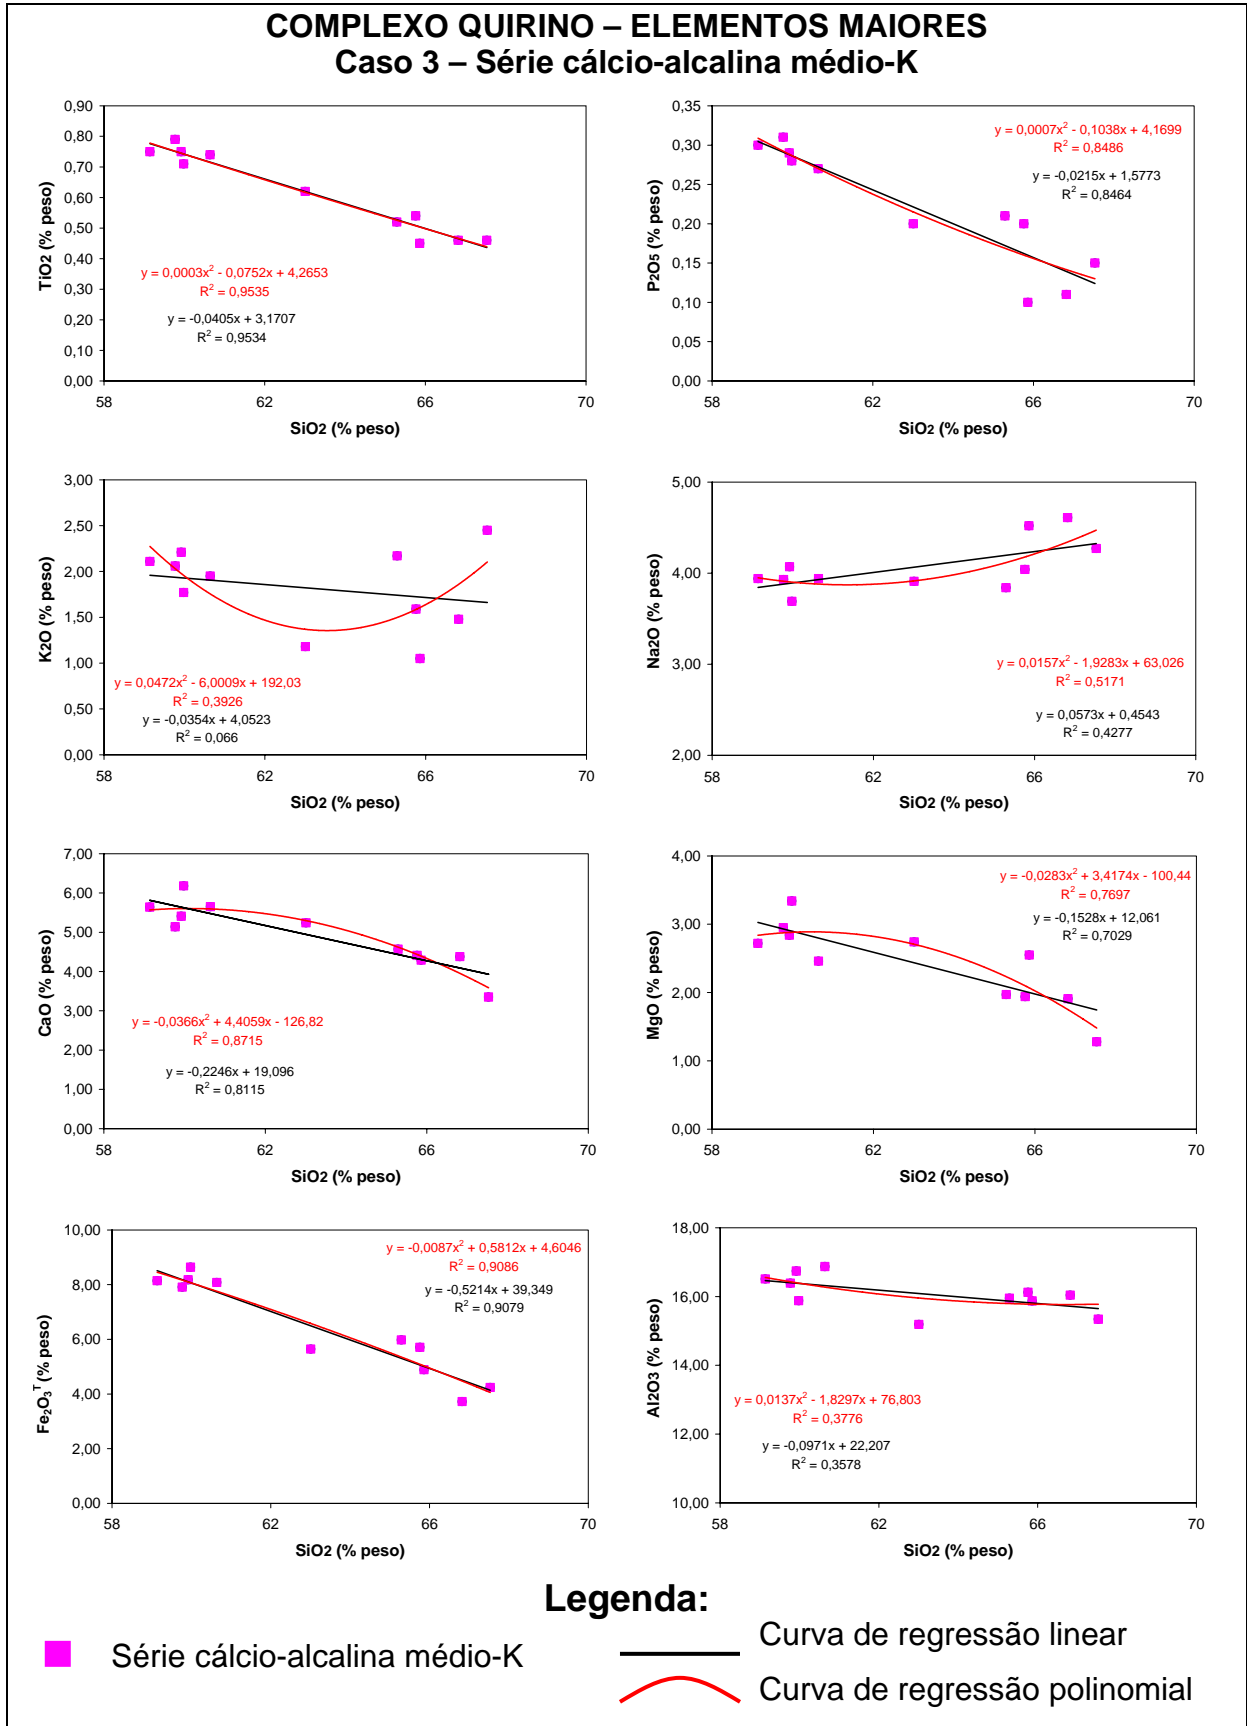 COMPLEXO QUIRINO – ELEMENTOS MAIORES
Caso 3 – Série cálcio-alcalina médio-K
TiO2 (% peso)
0,90
0,80
0,70
0,60
0,50
0,40
0,30
0,20
0,10
0,00
y = 0,0003x² - 0,0752x + 4,2653
R² = 0,9535
y = -0,0405x + 3,1707
R² = 0,9534
58 62 66 70
SiO2 (% peso)
P2O5 (% peso)
0,35
0,30
0,25
0,20
0,15
0,10
0,05
0,00
y = 0,0007x² - 0,1038x + 4,1699
R² = 0,8486
y = -0,0215x + 1,5773
R² = 0,8464
58 62 66 70
SiO2 (% peso)
K2O (% peso)
3,00
2,50
2,00
1,50
1,00
0,50
0,00
y = 0,0472x² - 6,0009x + 192,03
R² = 0,3926
y = -0,0354x + 4,0523
R² = 0,066
58 62 66 70
SiO2 (% peso)
Na2O (% peso)
5,00
4,00
3,00
2,00
y = 0,0157x² - 1,9283x + 63,026
R² = 0,5171
y = 0,0573x + 0,4543
R² = 0,4277
58 62 66 70
SiO2 (% peso)
CaO (% peso)
7,00
6,00
5,00
4,00
3,00
2,00
1,00
0,00
y = -0,0366x² + 4,4059x - 126,82
R² = 0,8715
y = -0,2246x + 19,096
R² = 0,8115
58 62 66 70
SiO2 (% peso)
MgO (% peso)
4,00
3,00
2,00
1,00
0,00
y = -0,0283x² + 3,4174x - 100,44
R² = 0,7697
y = -0,1528x + 12,061
R² = 0,7029
58 62 66 70
SiO2 (% peso)
Fe₂O₃ᵀ (% peso)
10,00
8,00
6,00
4,00
2,00
0,00
y = -0,0087x² + 0,5812x + 4,6046
R² = 0,9086
y = -0,5214x + 39,349
R² = 0,9079
58 62 66 70
SiO2 (% peso)
Al2O3 (% peso)
18,00
16,00
14,00
12,00
10,00
y = 0,0137x² - 1,8297x + 76,803
R² = 0,3776
y = -0,0971x + 22,207
R² = 0,3578
58 62 66 70
SiO2 (% peso)
Legenda:
Série cálcio-alcalina médio-K
Curva de regressão linear
Curva de regressão polinomial